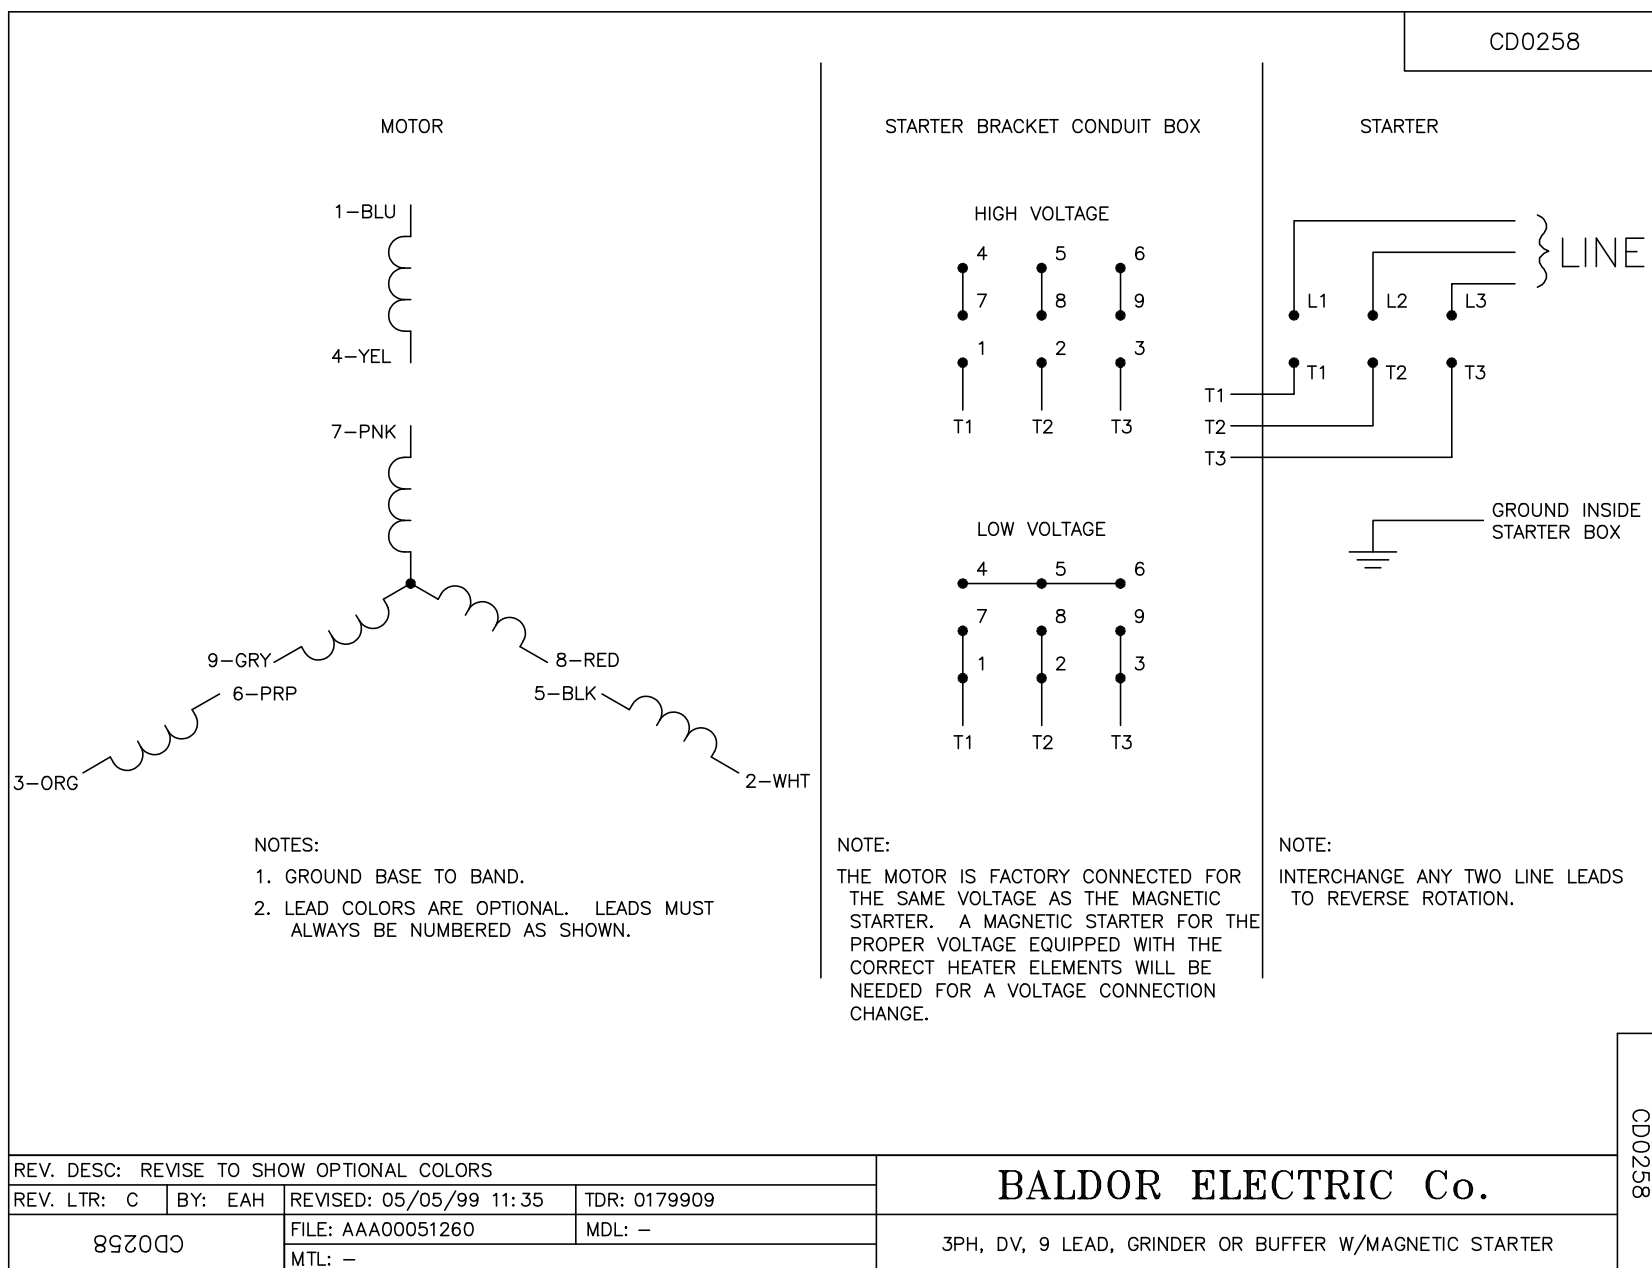 CD0258
MOTOR
1-BLU
4-YEL
7-PNK
9-GRY
8-RED
6-PRP
5-BLK
3-ORG
2-WHT
NOTES:
1. GROUND BASE TO BAND.
2. LEAD COLORS ARE OPTIONAL. LEADS MUST
ALWAYS BE NUMBERED AS SHOWN.
STARTER BRACKET CONDUIT BOX
HIGH VOLTAGE
4 5 6
7 8 9
1 2 3
T1 T2 T3
LOW VOLTAGE
4 5 6
7 8 9
1 2 3
T1 T2 T3
NOTE:
THE MOTOR IS FACTORY CONNECTED FOR
THE SAME VOLTAGE AS THE MAGNETIC
STARTER. A MAGNETIC STARTER FOR THE
PROPER VOLTAGE EQUIPPED WITH THE
CORRECT HEATER ELEMENTS WILL BE
NEEDED FOR A VOLTAGE CONNECTION
CHANGE.
STARTER
LINE
L1 L2 L3
T1 T2 T3
T1
T2
T3
GROUND INSIDE
STARTER BOX
NOTE:
INTERCHANGE ANY TWO LINE LEADS
TO REVERSE ROTATION.
CD0258
REV. DESC: REVISE TO SHOW OPTIONAL COLORS
REV. LTR: C BY: EAH REVISED: 05/05/99 11:35 TDR: 0179909
CD0258
FILE: AAA00051260 MDL: -
MTL: -
BALDOR ELECTRIC Co.
3PH, DV, 9 LEAD, GRINDER OR BUFFER W/MAGNETIC STARTER